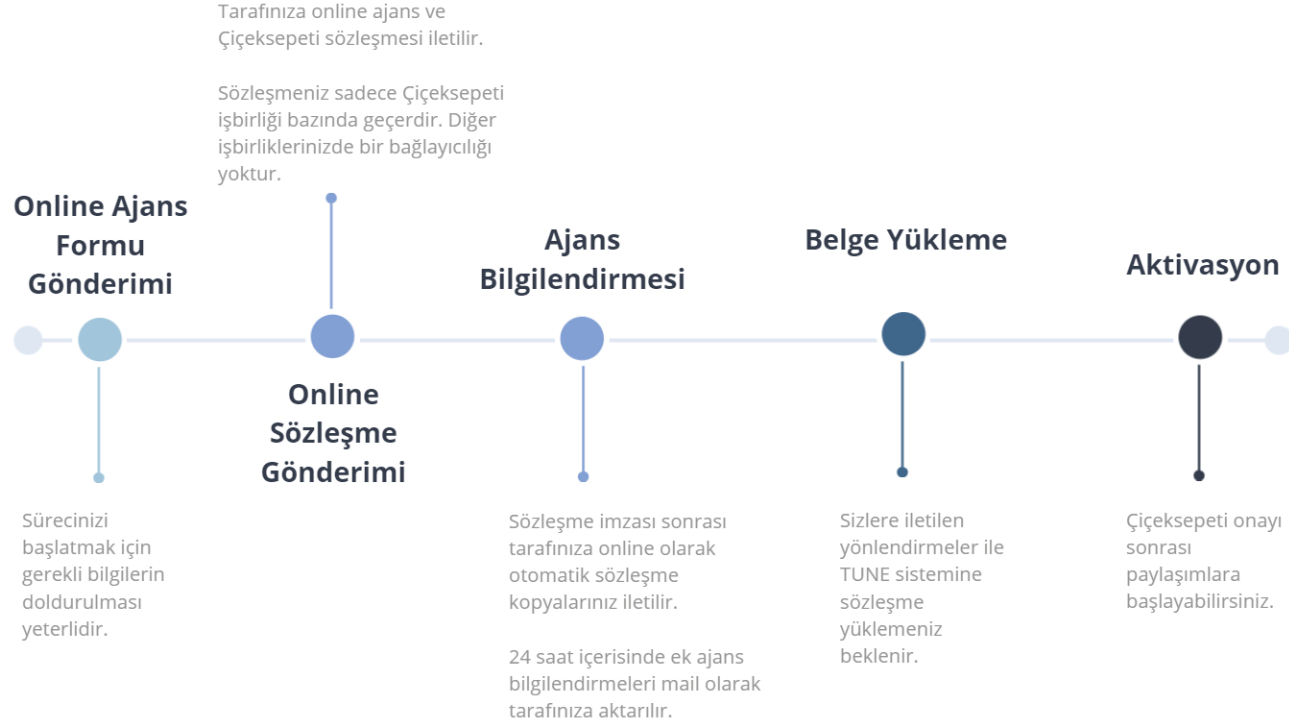 Tarafınıza online ajans ve
Çiçeksepeti sözleşmesi iletilir.
Sözleşmeniz sadece Çiçeksepeti
işbirliği bazında geçerdir. Diğer
işbirliklerinizde bir bağlayıcılığı
yoktur.
Online Ajans
Formu
Gönderimi
Sürecinizi
başlatmak için
gerekli bilgilerin
doldurulması
yeterlidir.
Online
Sözleşme
Gönderimi
Ajans
Bilgilendirmesi
Sözleşme imzası sonrası
tarafınıza online olarak
otomatik sözleşme
kopyalarınız iletilir.
24 saat içerisinde ek ajans
bilgilendirmeleri mail olarak
tarafınıza aktarılır.
Belge Yükleme
Sizlere iletilen
yönlendirmeler ile
TUNE sistemine
sözleşme
yüklemeniz
beklenir.
Aktivasyon
Çiçeksepeti onayı
sonrası
paylaşımlara
başlayabilirsiniz.